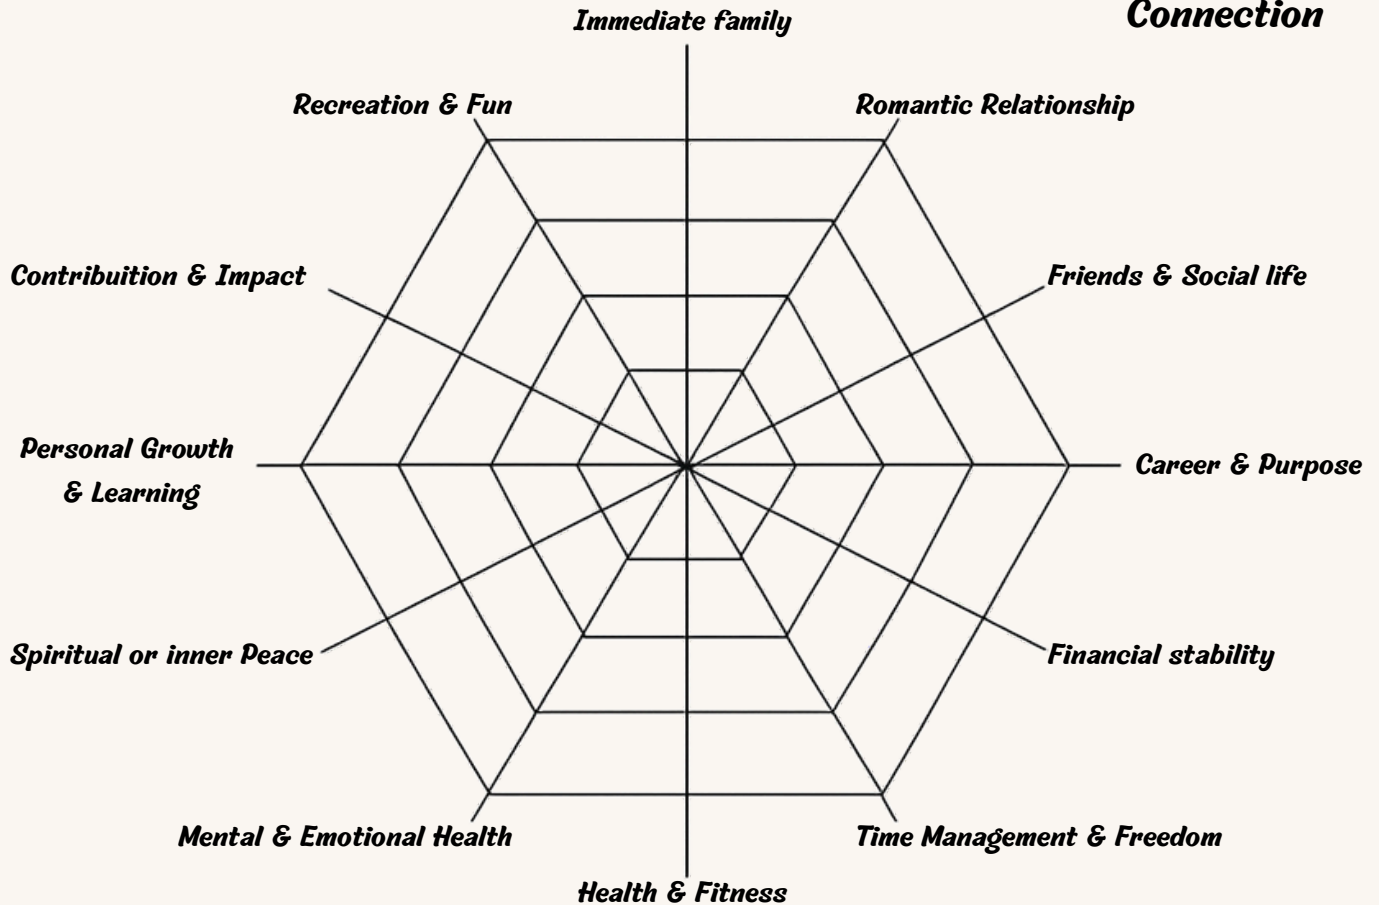 Connection
Immediate family
Recreation & Fun
Romantic Relationship
Contribuition & Impact
Friends & Social life
Personal Growth
& Learning
Career & Purpose
Spiritual or inner Peace
Financial stability
Mental & Emotional Health
Time Management & Freedom
Health & Fitness